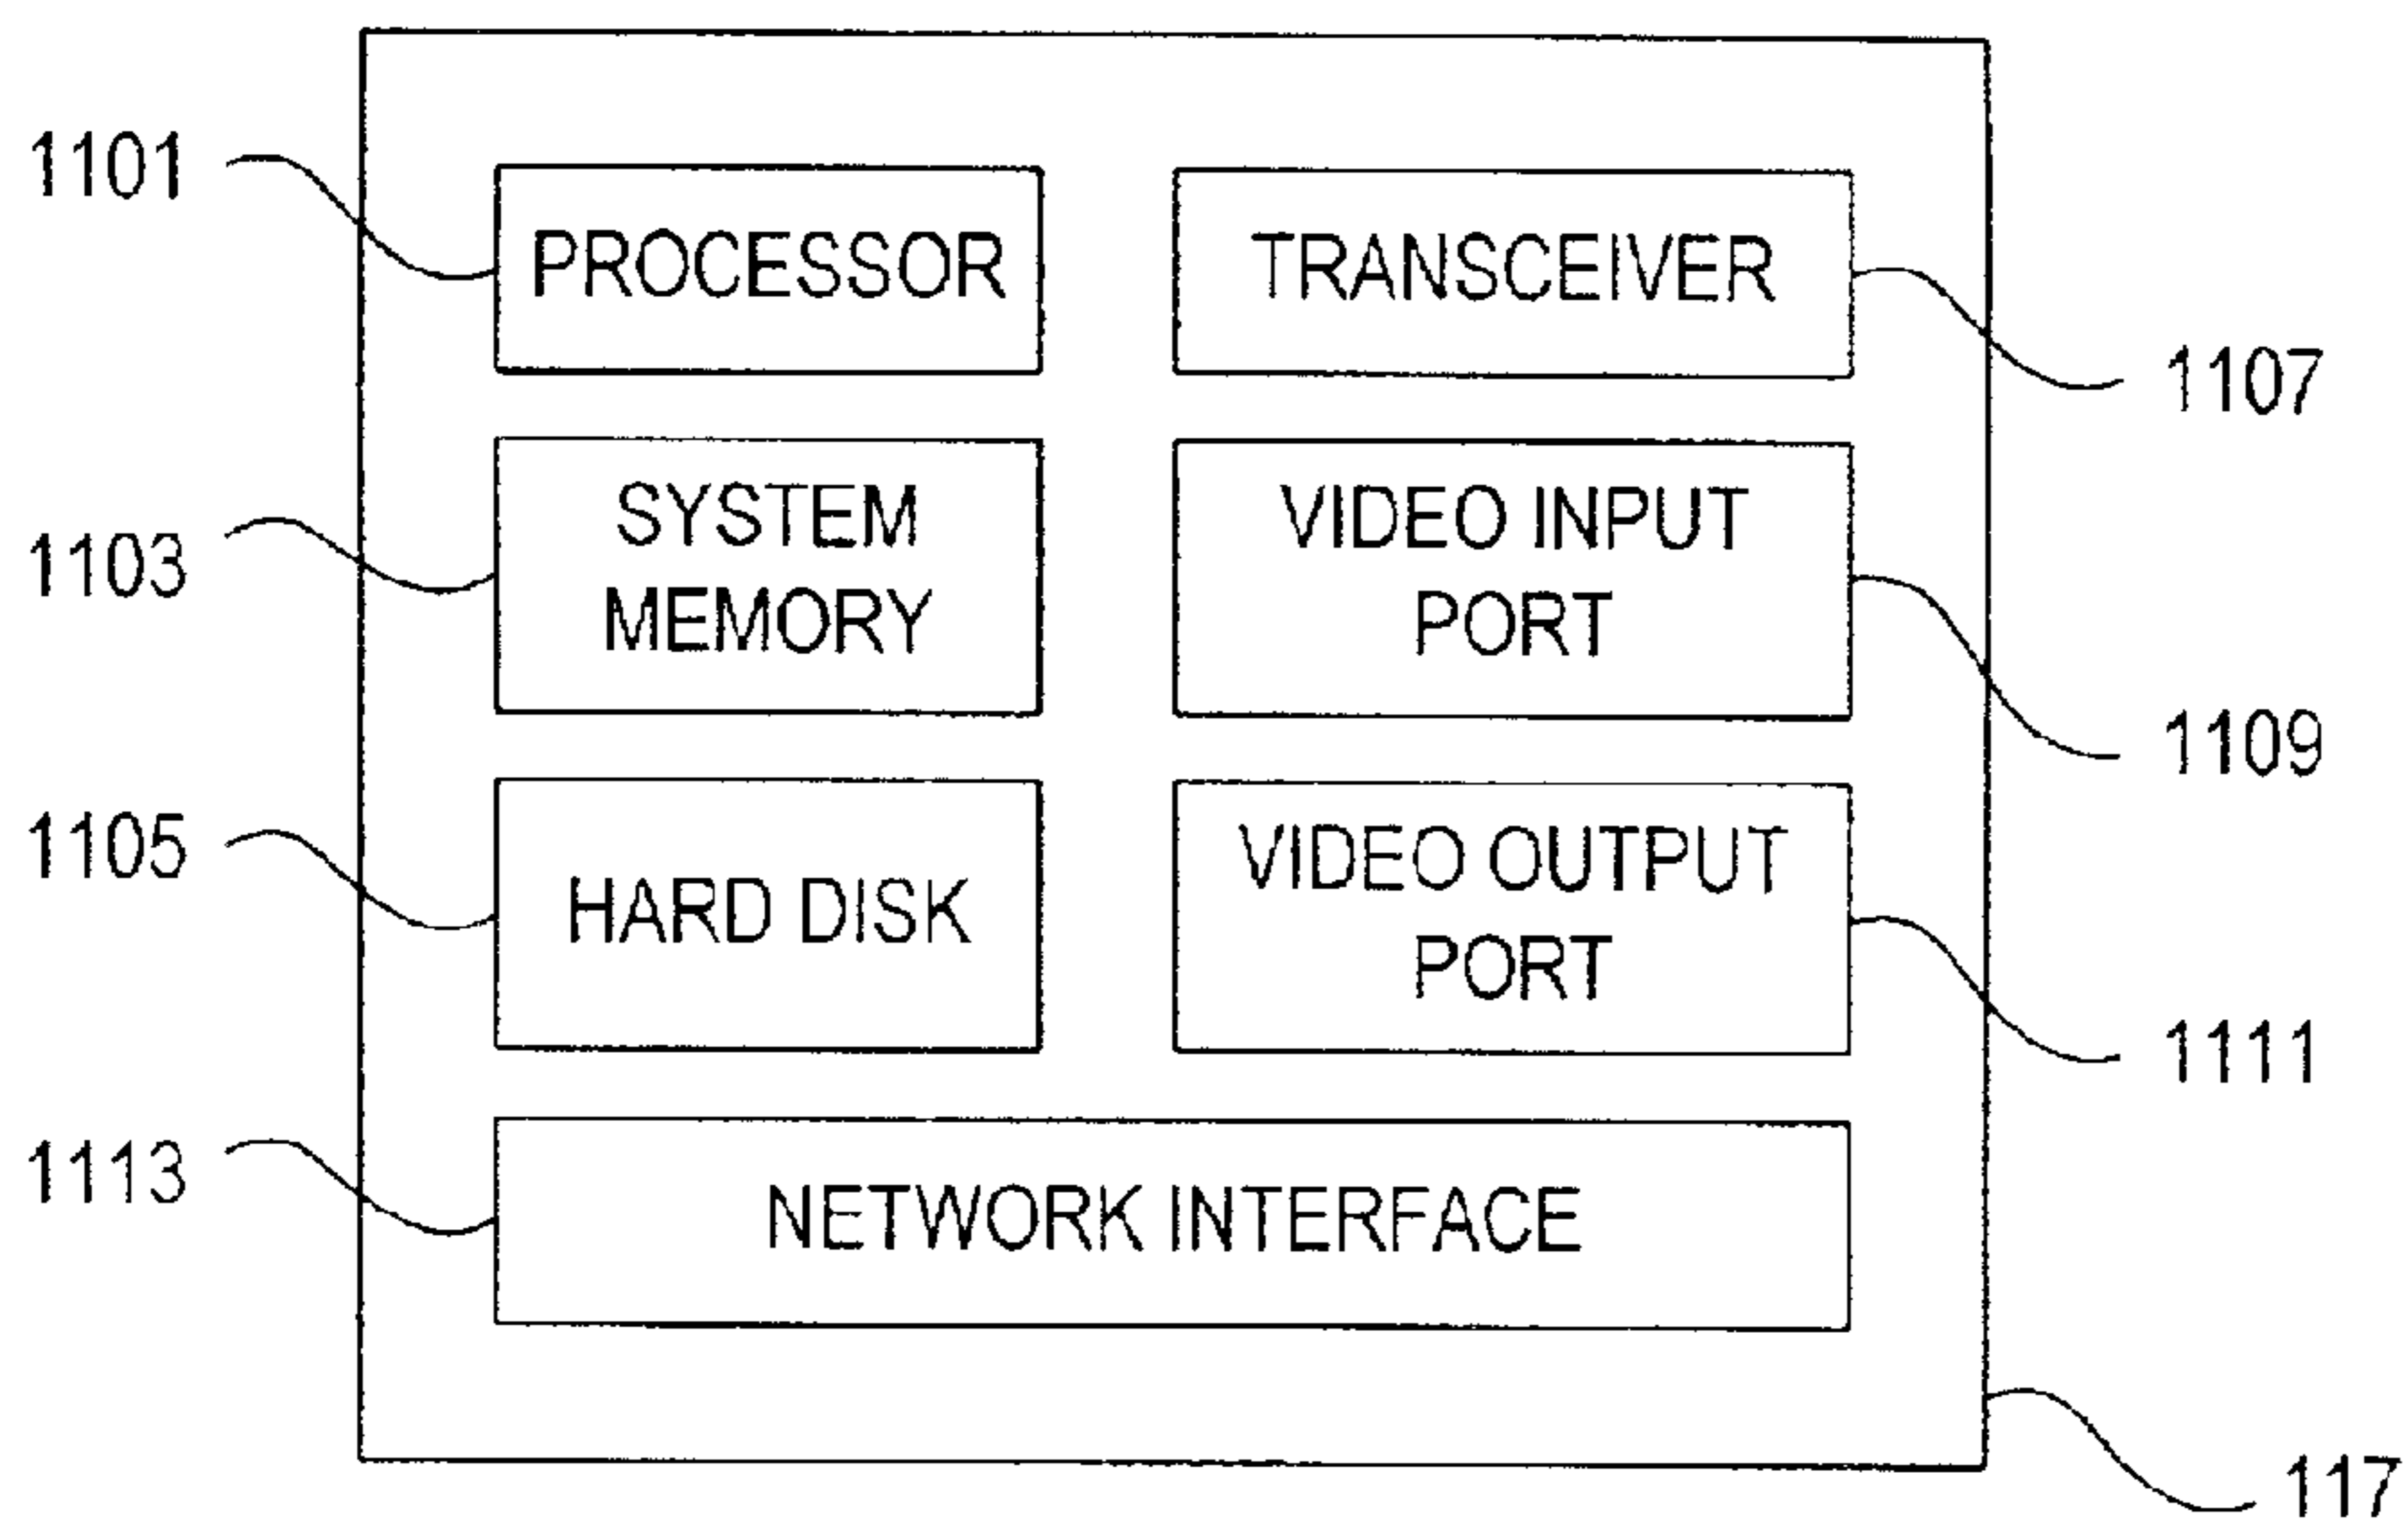 1101
PROCESSOR
TRANSCEIVER
1107
1103
SYSTEM
MEMORY
VIDEO INPUT
PORT
1109
1105
HARD DISK
VIDEO OUTPUT
PORT
1111
1113
NETWORK INTERFACE
117